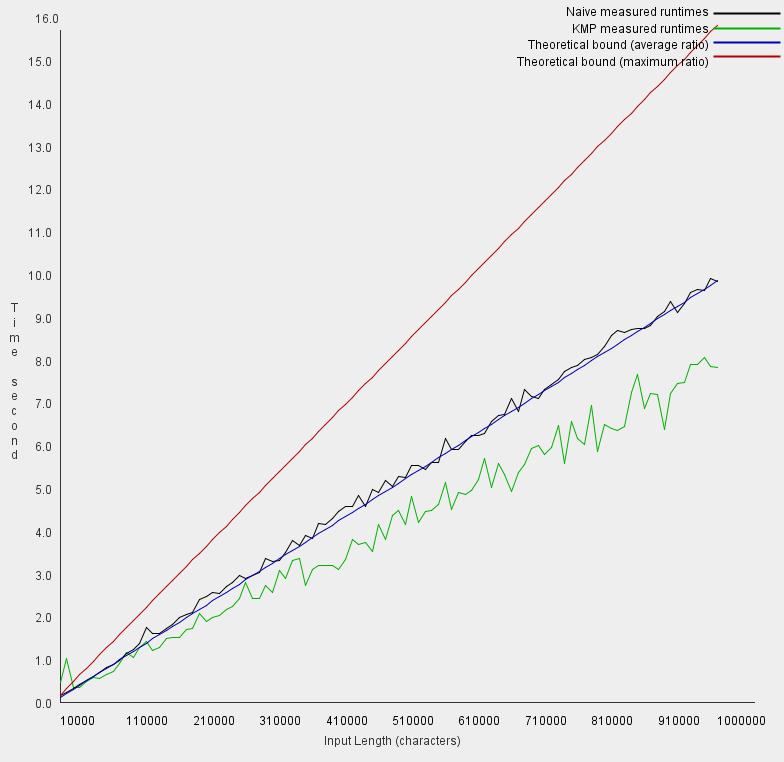 Naive measured runtimes
KMP measured runtimes
Theoretical bound (average ratio)
Theoretical bound (maximum ratio)
16.0
15.0
14.0
13.0
12.0
11.0
10.0
9.0
8.0
7.0
6.0
5.0
4.0
3.0
2.0
1.0
0.0
Time second
10000 110000 210000 310000 410000 510000 610000 710000 810000 910000 1000000
Input Length (characters)